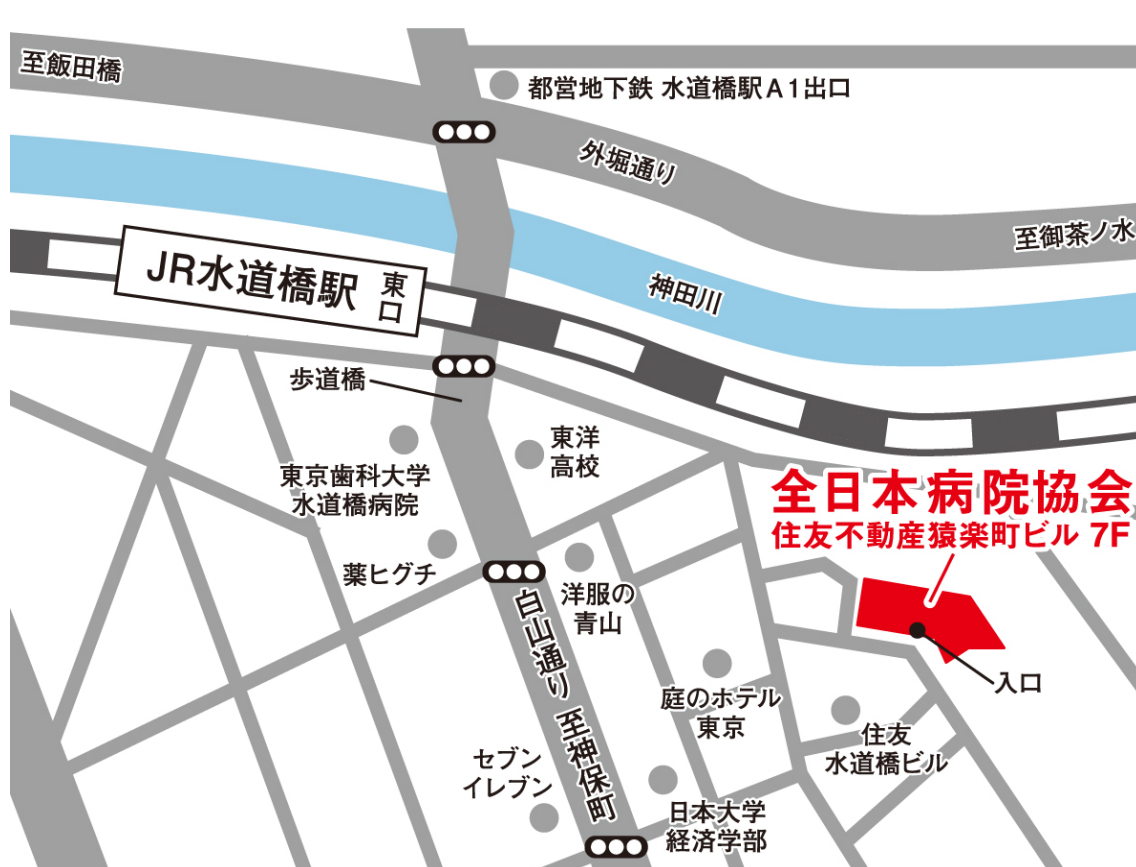 至飯田橋
都営地下鉄 水道橋駅A1出口
外堀通り
至御茶ノ水
JR水道橋駅
東口
神田川
歩道橋
東洋
高校
東京歯科大学
水道橋病院
全日本病院協会
住友不動産猿楽町ビル 7F
薬ヒグチ
洋服の
青山
白山通り 至神保町
入口
庭のホテル
東京
住友
水道橋ビル
セブン
イレブン
日本大学
経済学部